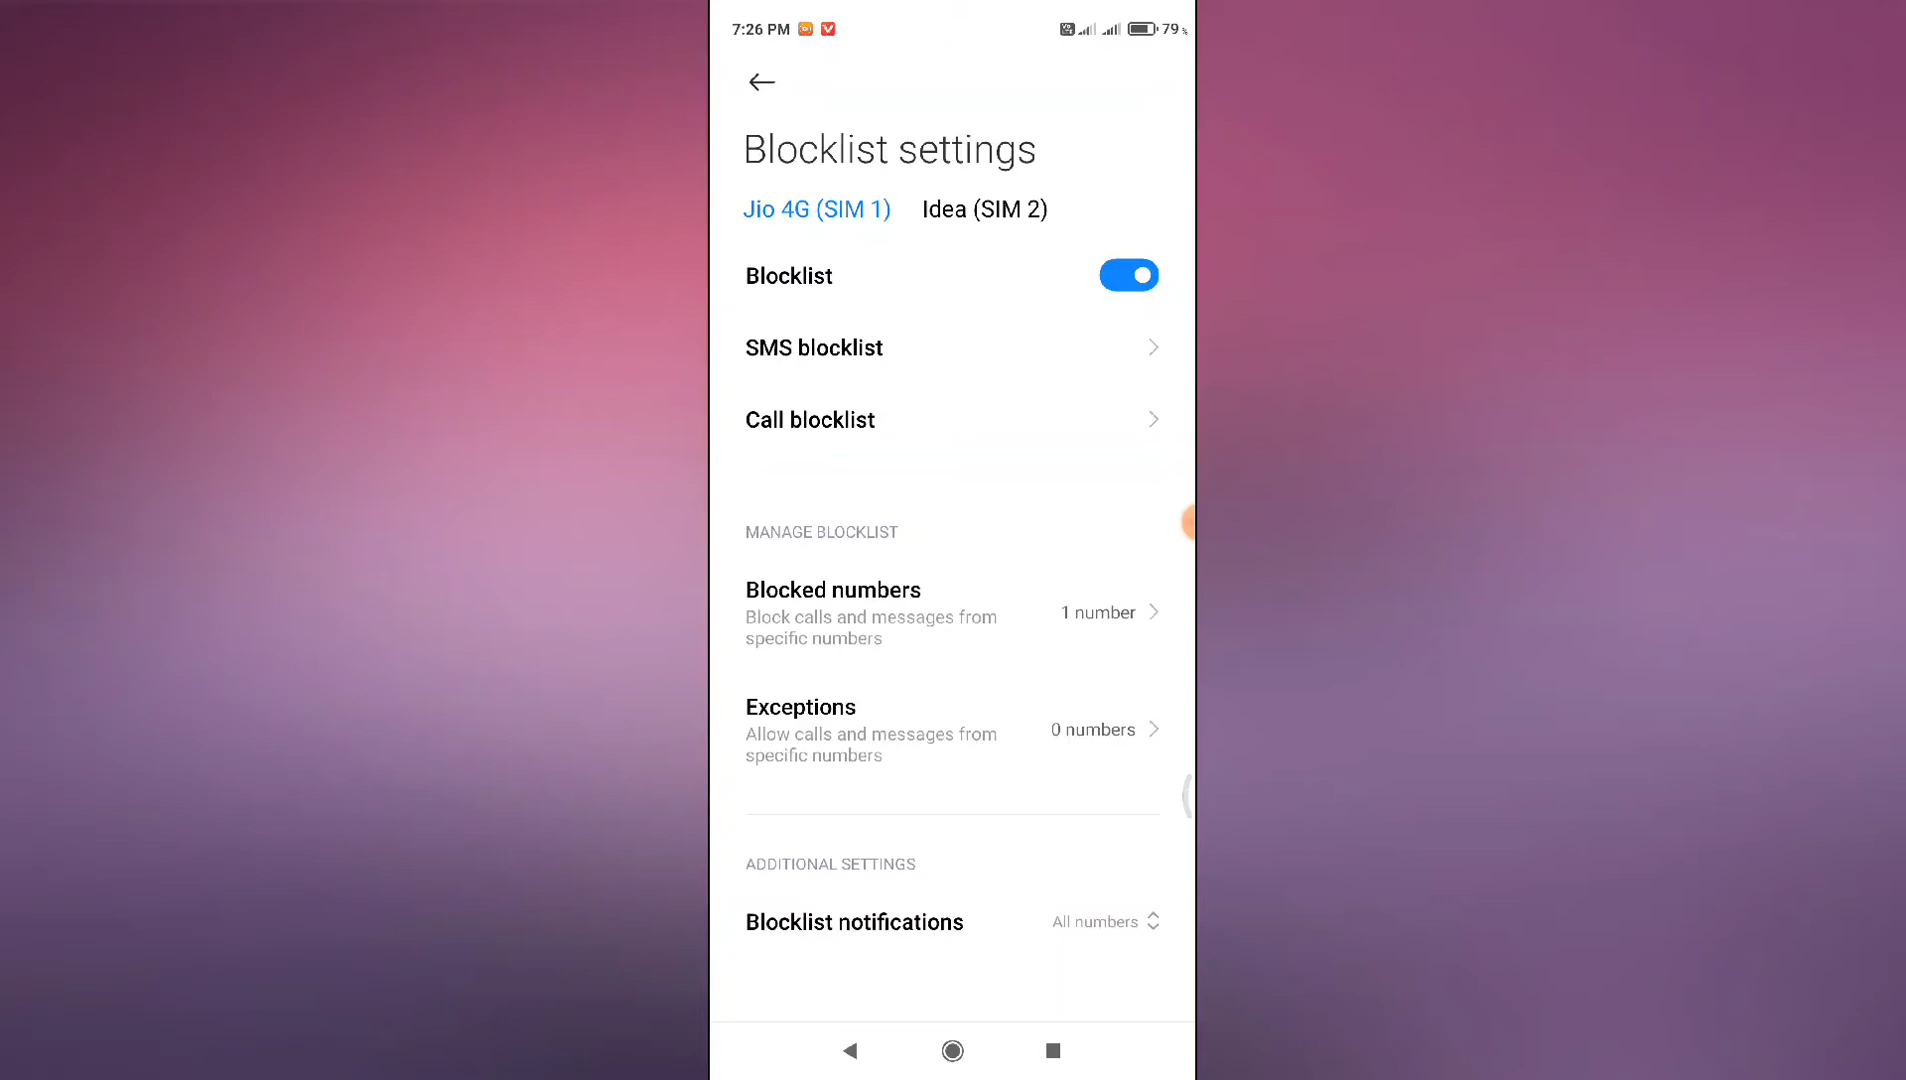 7:26 PM 79 %
Blocklist settings
Jio 4G (SIM 1) Idea (SIM 2)
Blocklist
SMS blocklist
Call blocklist
MANAGE BLOCKLIST
Blocked numbers
Block calls and messages from
specific numbers
1 number
Exceptions
Allow calls and messages from
specific numbers
0 numbers
ADDITIONAL SETTINGS
Blocklist notifications All numbers